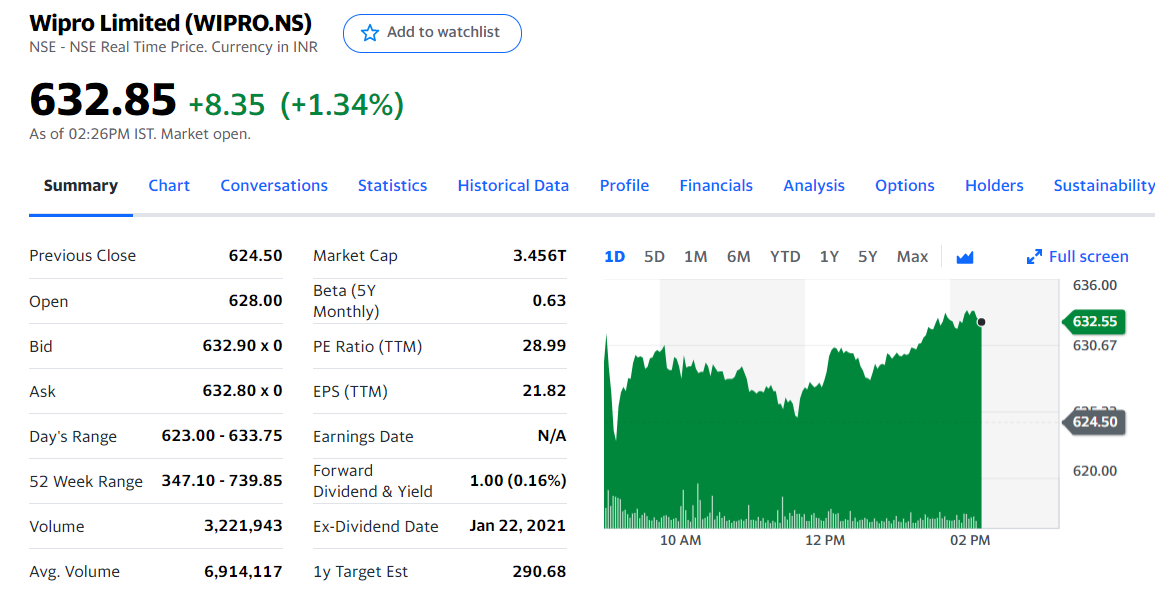 Wipro Limited (WIPRO.NS)
NSE - NSE Real Time Price. Currency in INR
Add to watchlist
632.85 +8.35 (+1.34%)
As of 02:26PM IST. Market open.
Summary Chart Conversations Statistics Historical Data Profile Financials Analysis Options Holders Sustainability
Previous Close 624.50
Open 628.00
Bid 632.90 x 0
Ask 632.80 x 0
Day's Range 623.00 - 633.75
52 Week Range 347.10 - 739.85
Volume 3,221,943
Avg. Volume 6,914,117
Market Cap 3.456T
Beta (5Y
Monthly) 0.63
PE Ratio (TTM) 28.99
EPS (TTM) 21.82
Earnings Date N/A
Forward
Dividend & Yield 1.00 (0.16%)
Ex-Dividend Date Jan 22, 2021
1y Target Est 290.68
1D 5D 1M 6M YTD 1Y 5Y Max Full screen
636.00
632.55
630.67
624.50
620.00
10 AM 12 PM 02 PM